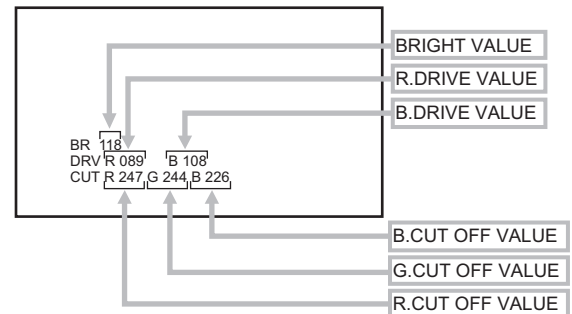 BRIGHT VALUE
R.DRIVE VALUE
B.DRIVE VALUE
BR 118
DRV R 089 B 108
CUT R 247 G 244 B 226
B.CUT OFF VALUE
G.CUT OFF VALUE
R.CUT OFF VALUE